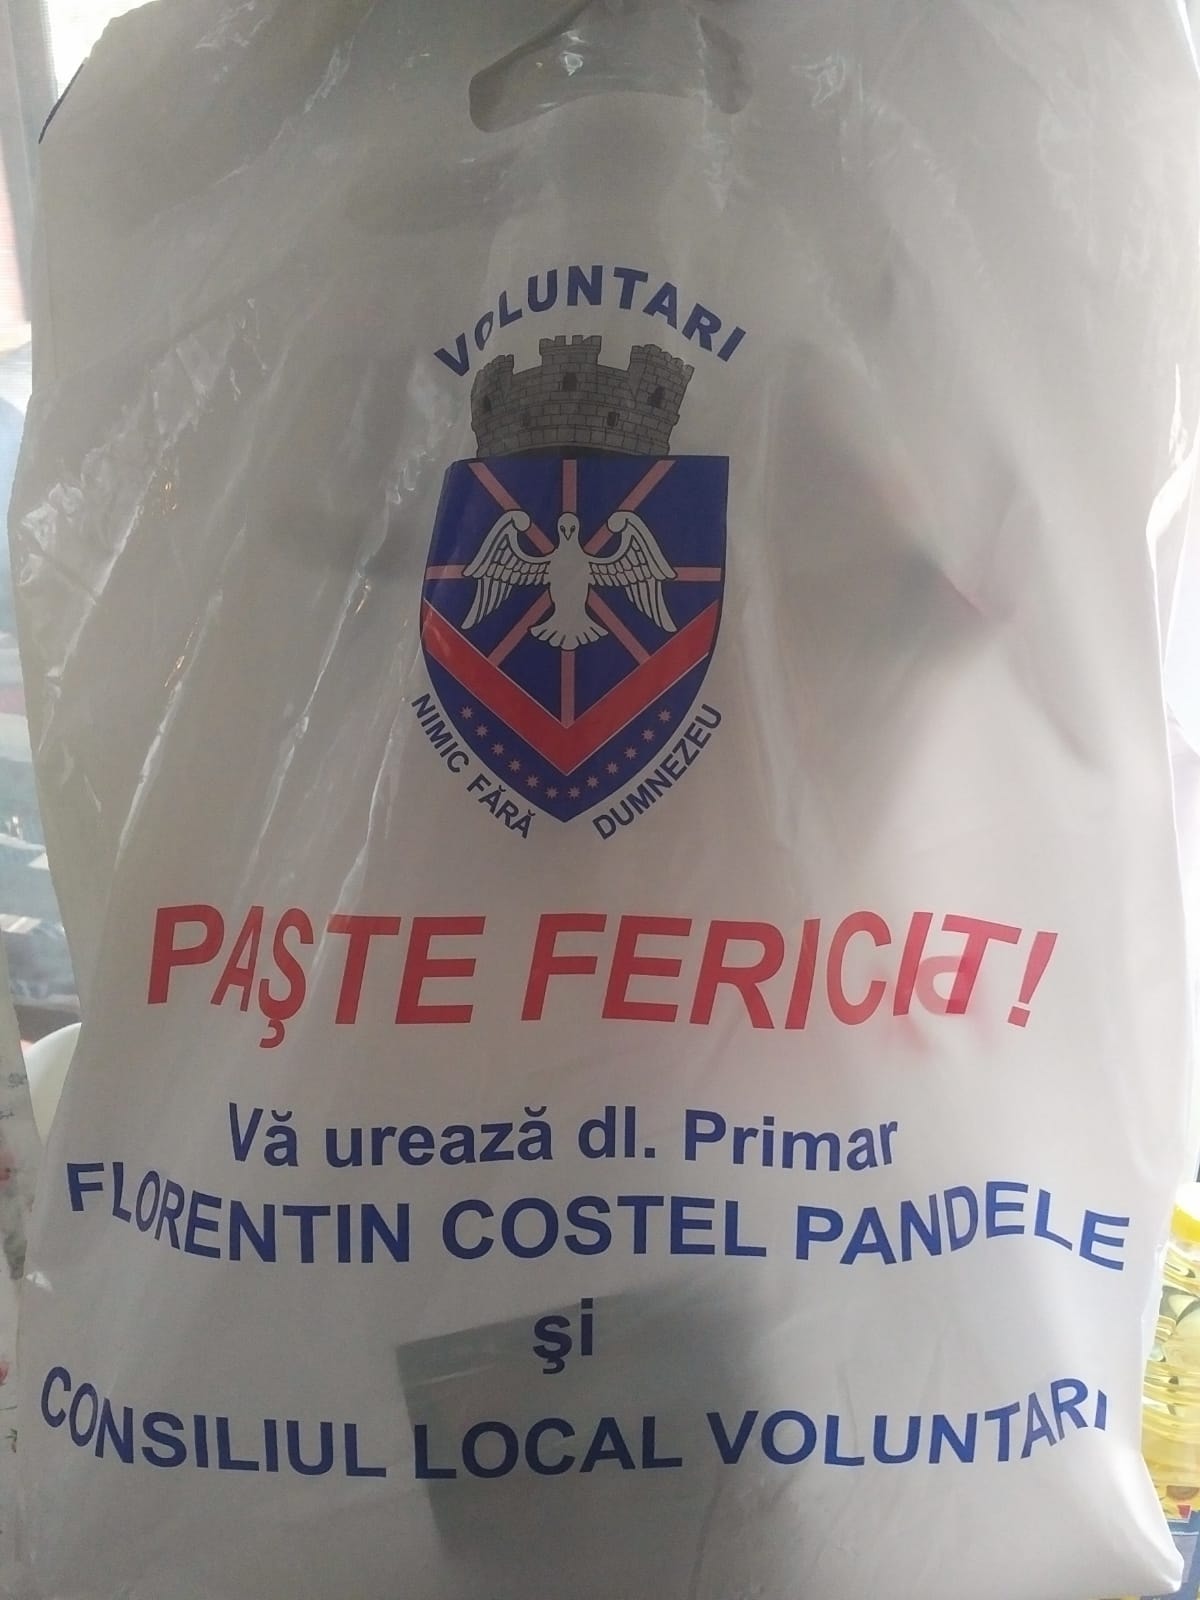 VOLUNTARI
NIMIC FĂRĂ DUMNEZEU
PAŞTE FERICIT!
Vă urează dl. Primar
FLORENTIN COSTEL PANDELE
şi
CONSILIUL LOCAL VOLUNTARI